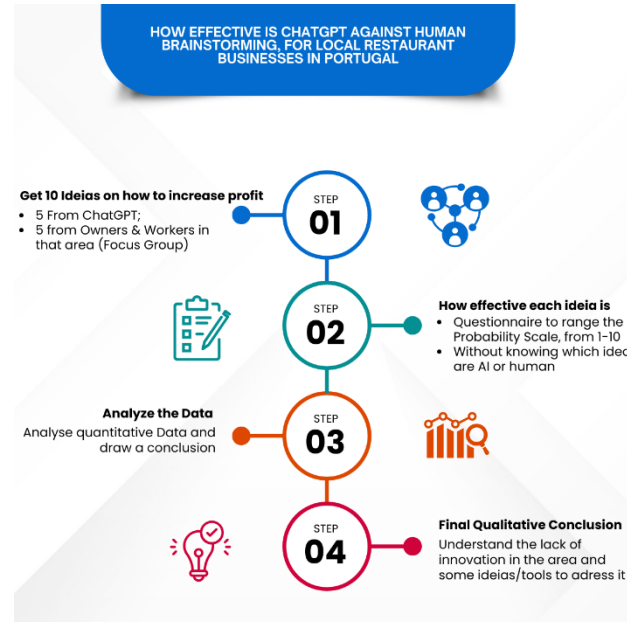 HOW EFFECTIVE IS CHATGPT AGAINST HUMAN
BRAINSTORMING, FOR LOCAL RESTAURANT
BUSINESSES IN PORTUGAL
Get 10 Ideias on how to increase profit
• 5 From ChatGPT;
• 5 from Owners & Workers in
that area (Focus Group)
STEP
01
STEP
02
How effective each ideia is
• Questionnaire to range the
Probability Scale, from 1-10
• Without knowing which
are AI or human
Analyze the Data
Analyse quantitative Data and
draw a conclusion
STEP
03
STEP
04
Final Qualitative Conclusion
Understand the lack of
innovation in the area and
some ideias/tools to adress it